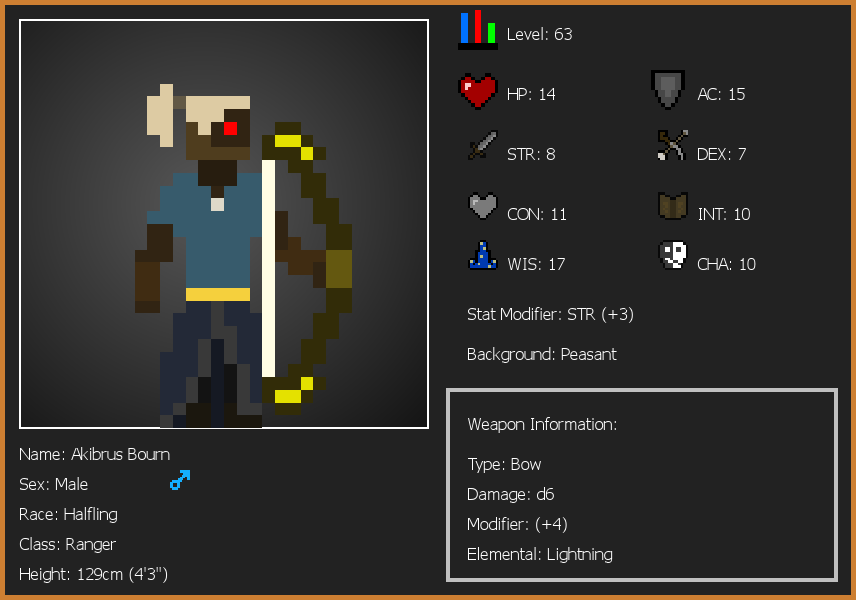 Level: 63
HP: 14
AC: 15
STR: 8
DEX: 7
CON: 11
INT: 10
WIS: 17
CHA: 10
Stat Modifier: STR (+3)
Background: Peasant
Weapon Information:
Type: Bow
Damage: d6
Modifier: (+4)
Elemental: Lightning
Name: Akibrus Bourn
Sex: Male
Race: Halfling
Class: Ranger
Height: 129cm (4'3")